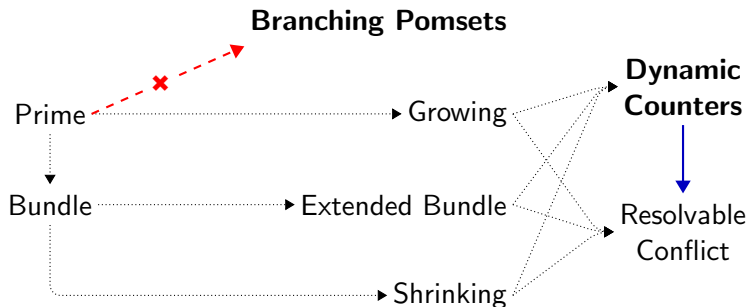 Branching Pomsets
Dynamic
Counters
Prime
Growing
Bundle
Extended Bundle
Resolvable
Conflict
Shrinking